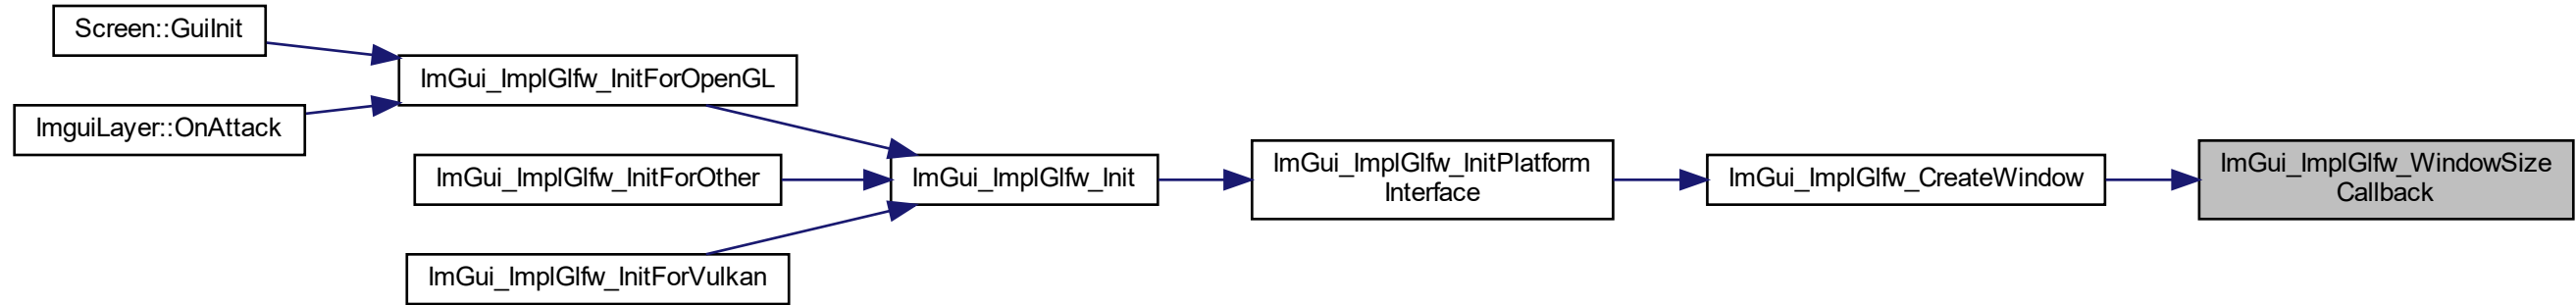 Screen::GuiInit
ImguiLayer::OnAttack
ImGui_ImplGlfw_InitForOpenGL
ImGui_ImplGlfw_InitForOther
ImGui_ImplGlfw_InitForVulkan
ImGui_ImplGlfw_Init
ImGui_ImplGlfw_InitPlatform
Interface
ImGui_ImplGlfw_CreateWindow
ImGui_ImplGlfw_WindowSize
Callback